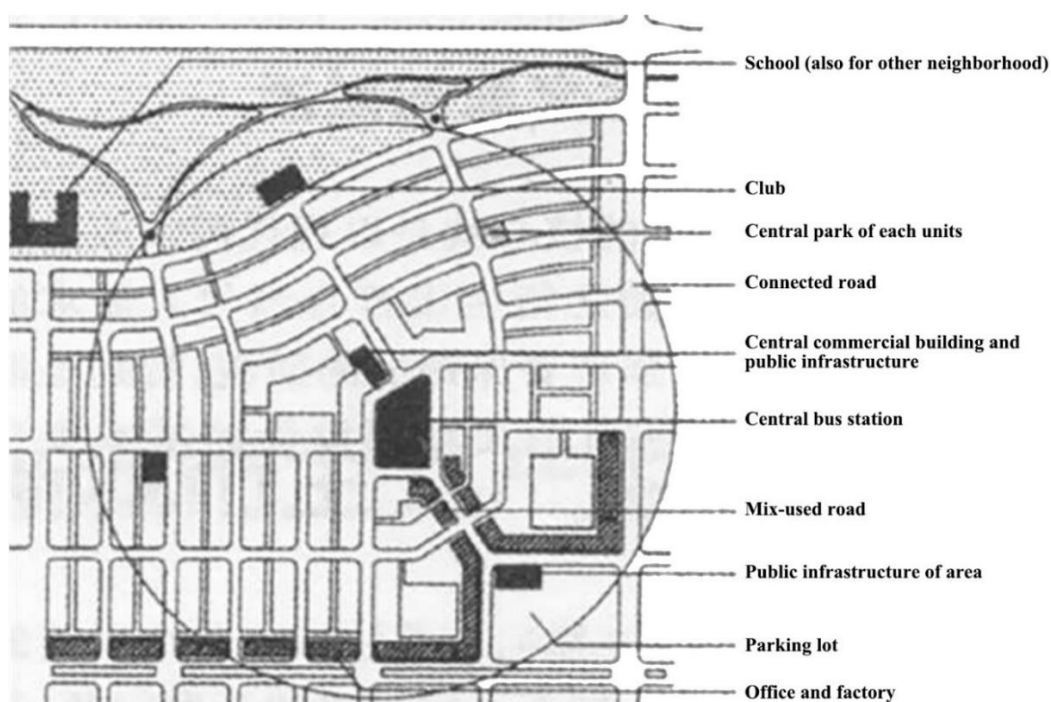 School (also for other neighborhood)
Club
Central park of each units
Connected road
Central commercial building and
public infrastructure
Central bus station
Mix-used road
Public infrastructure of area
Parking lot
Office and factory